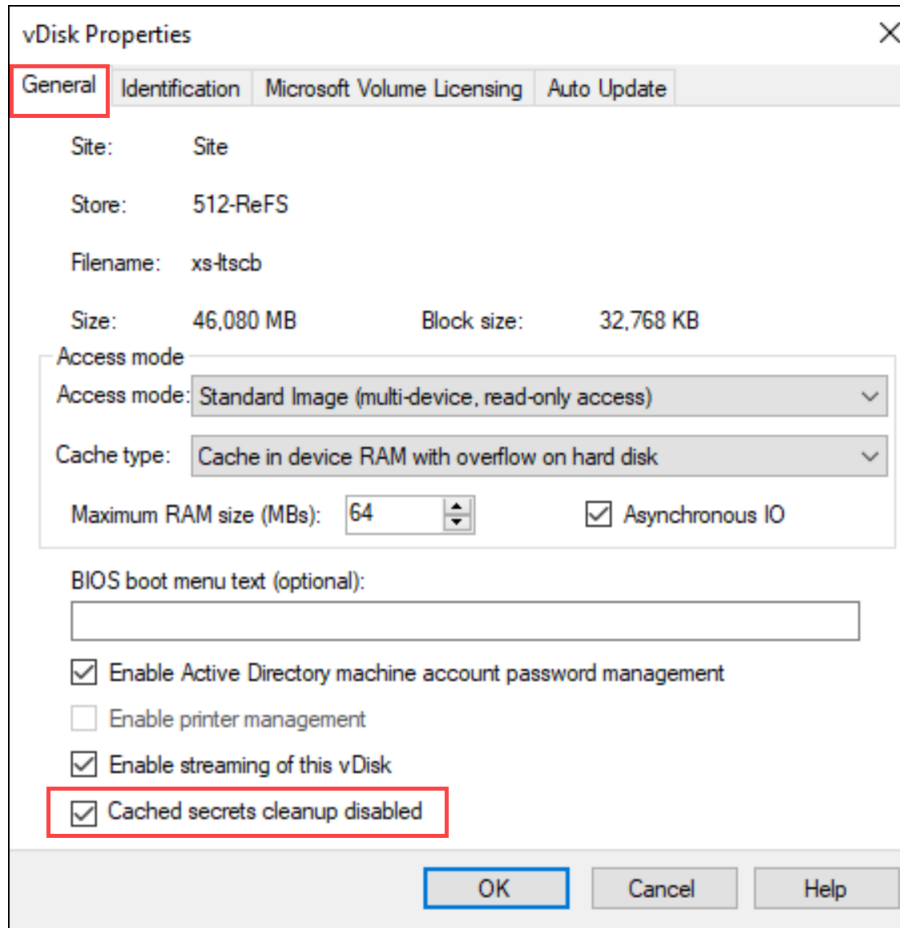 vDisk Properties
General Identification Microsoft Volume Licensing Auto Update
Site: Site
Store: 512-ReFS
Filename: xs-ltscb
Size: 46,080 MB Block size: 32,768 KB
Access mode
Access mode: Standard Image (multi-device, read-only access)
Cache type: Cache in device RAM with overflow on hard disk
Maximum RAM size (MBs): 64 Asynchronous IO
BIOS boot menu text (optional):
Enable Active Directory machine account password management
Enable printer management
Enable streaming of this vDisk
Cached secrets cleanup disabled
OK Cancel Help